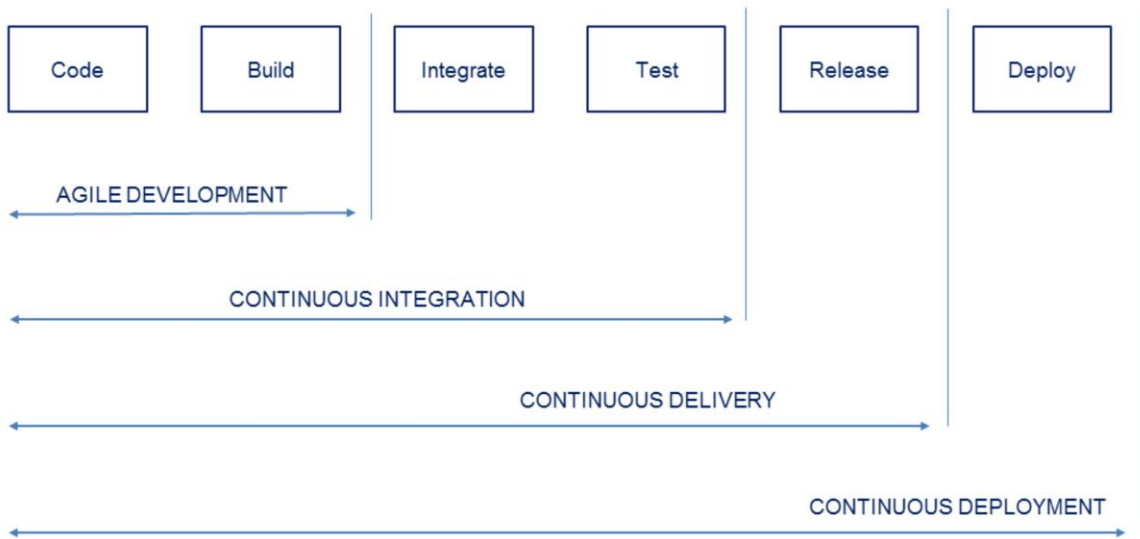 Code
Build
Integrate
Test
Release
Deploy
AGILE DEVELOPMENT
CONTINUOUS INTEGRATION
CONTINUOUS DELIVERY
CONTINUOUS DEPLOYMENT